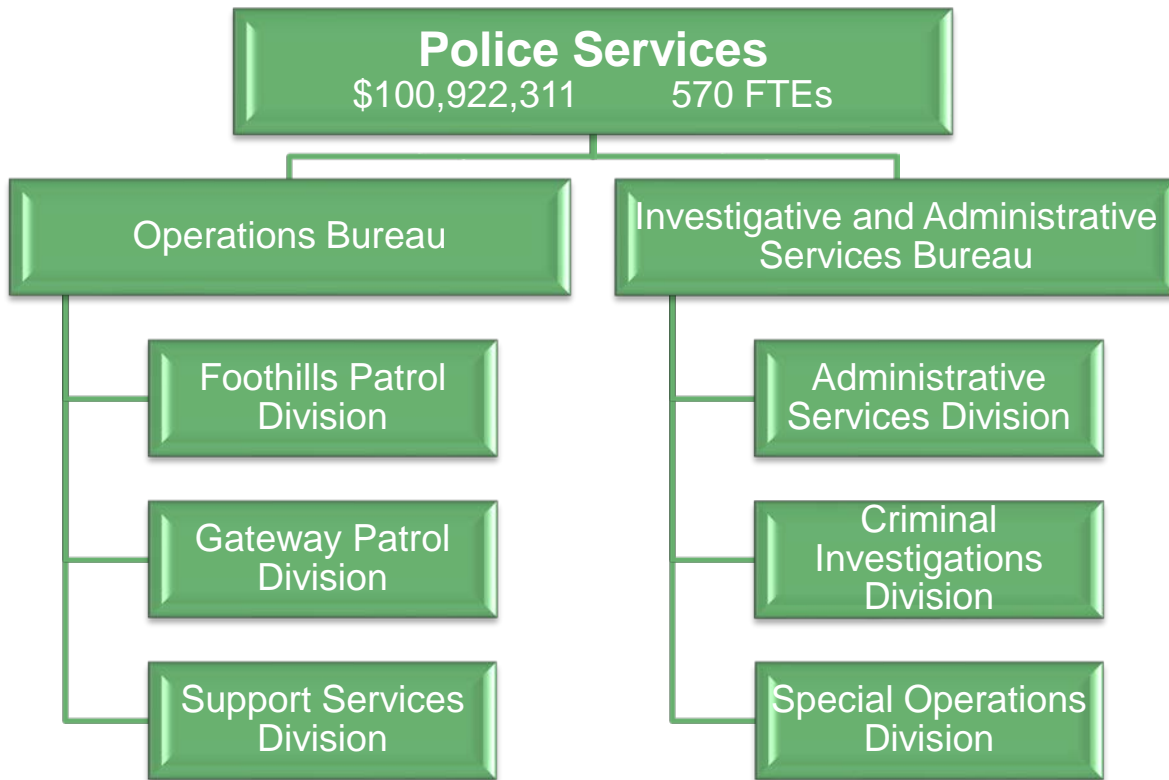 Police Services
$100,922,311 570 FTEs
Operations Bureau
Foothills Patrol
Division
Gateway Patrol
Division
Support Services
Division
Investigative and Administrative
Services Bureau
Administrative
Services Division
Criminal
Investigations
Division
Special Operations
Division